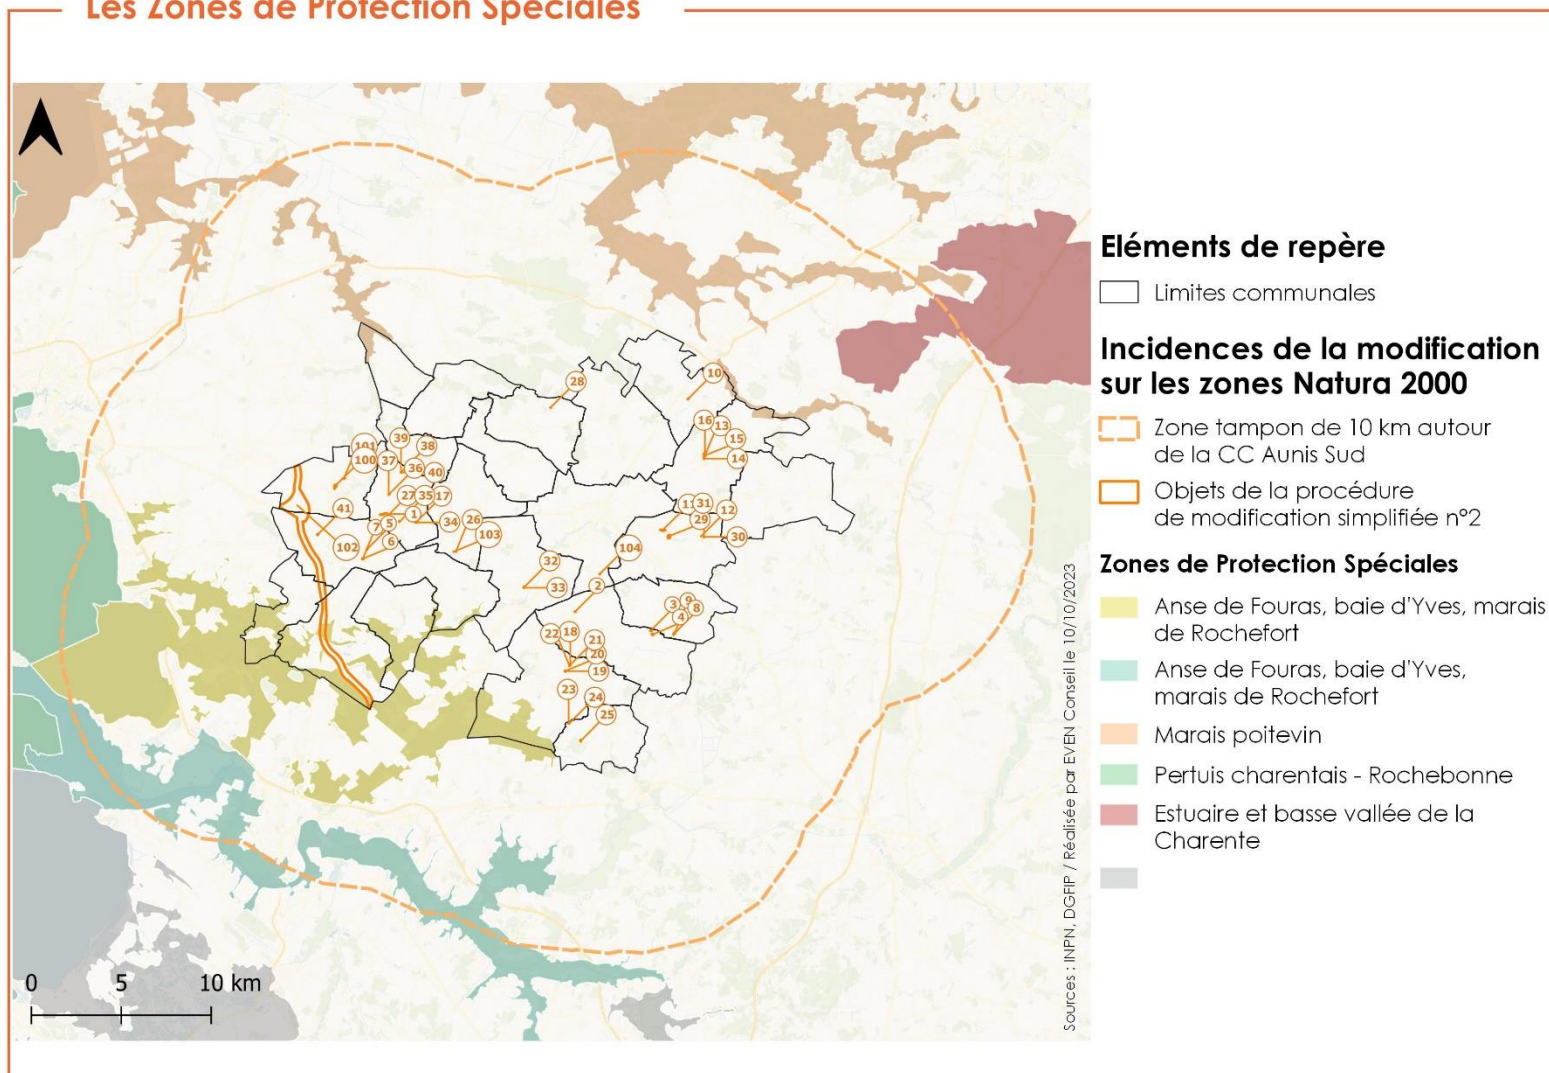 Les Zones de Protection Spéciales
Eléments de repère
Limites communales
Incidences de la modification
sur les zones Natura 2000
Zone tampon de 10 km autour
de la CC Aunis Sud
Objets de la procédure
de modification simplifiée n°2
Zones de Protection Spéciales
Anse de Fouras, baie d'Yves, marais
de Rochefort
Anse de Fouras, baie d'Yves,
marais de Rochefort
Marais poitevin
Pertuis charentais - Rochebonne
Estuaire et basse vallée de la
Charente
Sources : INPN, DGFIP / Réalisée par EVEN Conseil le 10/10/2023
0 5 10 km
10
28
16
13
15
14
39
38
101
100
37
36
40
27
35
17
1
34
41
7
5
6
102
26
103
11
31
12
29
30
104
32
33
2
3
9
4
8
22
18
21
20
19
23
24
25